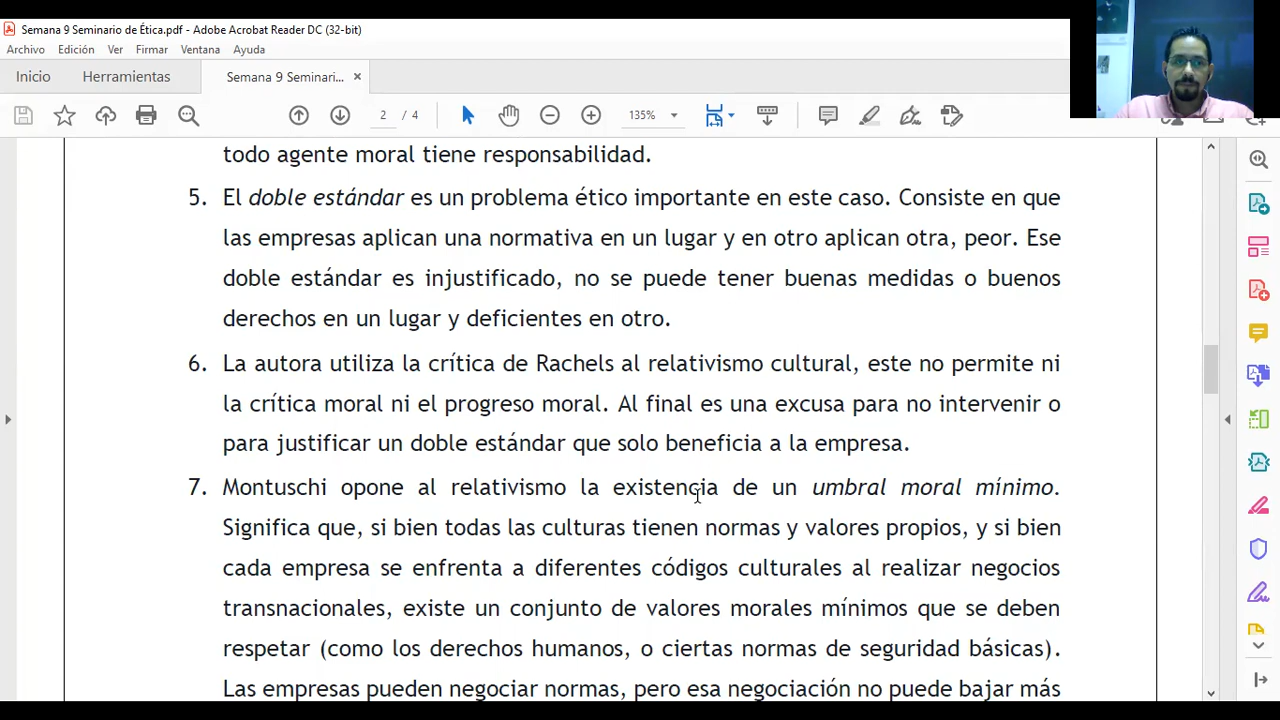 Semana 9 Seminario de Ética.pdf - Adobe Acrobat Reader DC (32-bit)
Archivo Edición Ver Firmar Ventana Ayuda
Inicio Herramientas Semana 9 Seminari... ×
2 / 4 135%
todo agente moral tiene responsabilidad.
5. El doble estándar es un problema ético importante en este caso. Consiste en que
las empresas aplican una normativa en un lugar y en otro aplican otra, peor. Ese
doble estándar es injustificado, no se puede tener buenas medidas o buenos
derechos en un lugar y deficientes en otro.
6. La autora utiliza la crítica de Rachels al relativismo cultural, este no permite ni
la crítica moral ni el progreso moral. Al final es una excusa para no intervenir o
para justificar un doble estándar que solo beneficia a la empresa.
7. Montuschi opone al relativismo la existencia de un umbral moral mínimo.
Significa que, si bien todas las culturas tienen normas y valores propios, y si bien
cada empresa se enfrenta a diferentes códigos culturales al realizar negocios
transnacionales, existe un conjunto de valores morales mínimos que se deben
respetar (como los derechos humanos, o ciertas normas de seguridad básicas).
Las empresas pueden negociar normas, pero esa negociación no puede bajar más